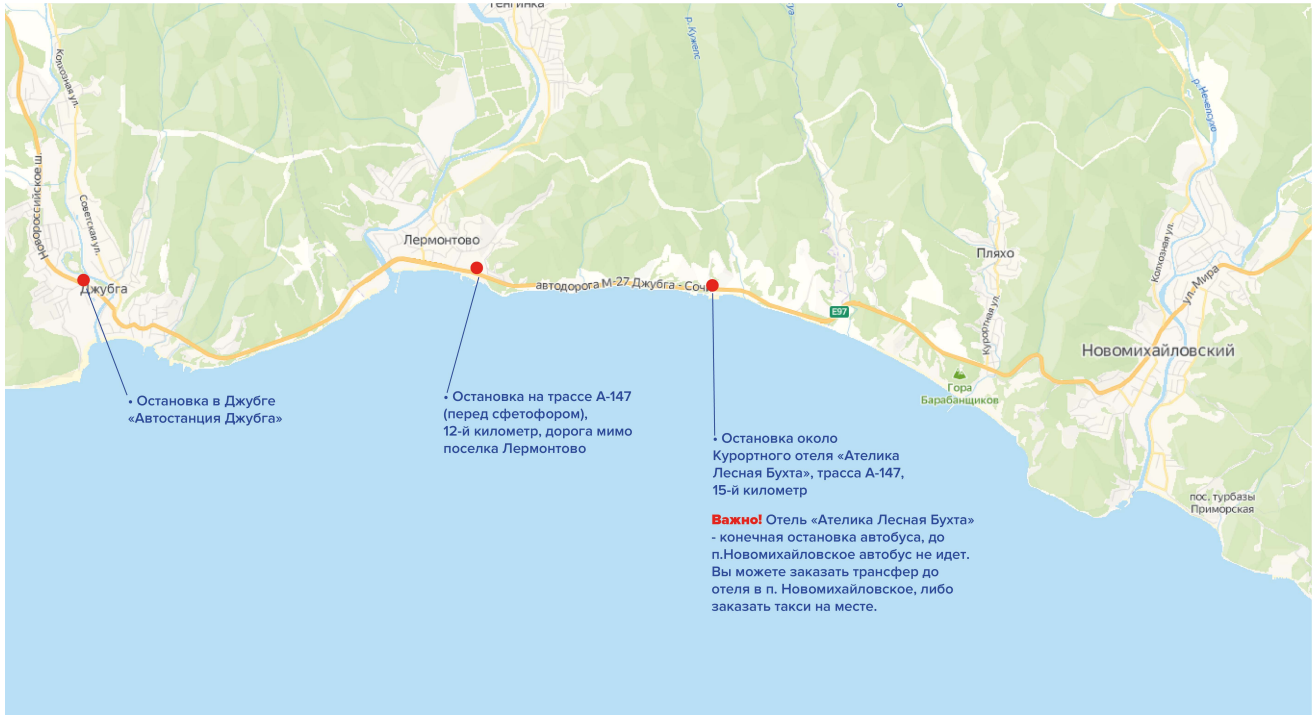 Тенгинка
р. Кужепс
Колхозная ул.
р. Нечепсухо
Новороссийское ш.
Советская ул.
Лермонтово
Пляхо
Колхозная ул.
ул. Мира
Джубга
автодорога М-27 Джубга - Сочи
E97
Курортная ул.
Новомихайловский
Гора
Барабанщиков
• Остановка в Джубге
«Автостанция Джубга»
• Остановка на трассе А-147
(перед сфетофором),
12-й километр, дорога мимо
поселка Лермонтово
• Остановка около
Курортного отеля «Ателика
Лесная Бухта», трасса А-147,
15-й километр
Важно! Отель «Ателика Лесная Бухта»
- конечная остановка автобуса, до
п.Новомихайловское автобус не идет.
Вы можете заказать трансфер до
отеля в п. Новомихайловское, либо
заказать такси на месте.
пос. турбазы
Приморская